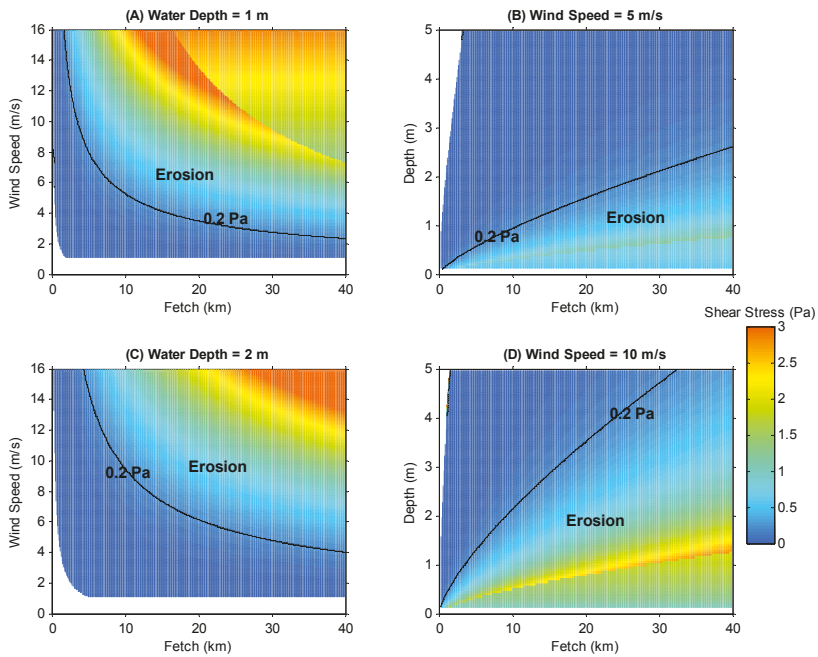 (A) Water Depth = 1 m
16
14
12
10
8
6
4
2
0
Wind Speed (m/s)
Erosion
0.2 Pa
0
10
20
30
40
Fetch (km)
(B) Wind Speed = 5 m/s
5
4
3
2
1
0
Depth (m)
Erosion
0.2 Pa
0
10
20
30
40
Fetch (km)
(C) Water Depth = 2 m
16
14
12
10
8
6
4
2
0
Wind Speed (m/s)
Erosion
0.2 Pa
0
10
20
30
40
Fetch (km)
(D) Wind Speed = 10 m/s
5
4
3
2
1
0
Depth (m)
0.2 Pa
Erosion
0
10
20
30
40
Fetch (km)
Shear Stress (Pa)
3
2.5
2
1.5
1
0.5
0